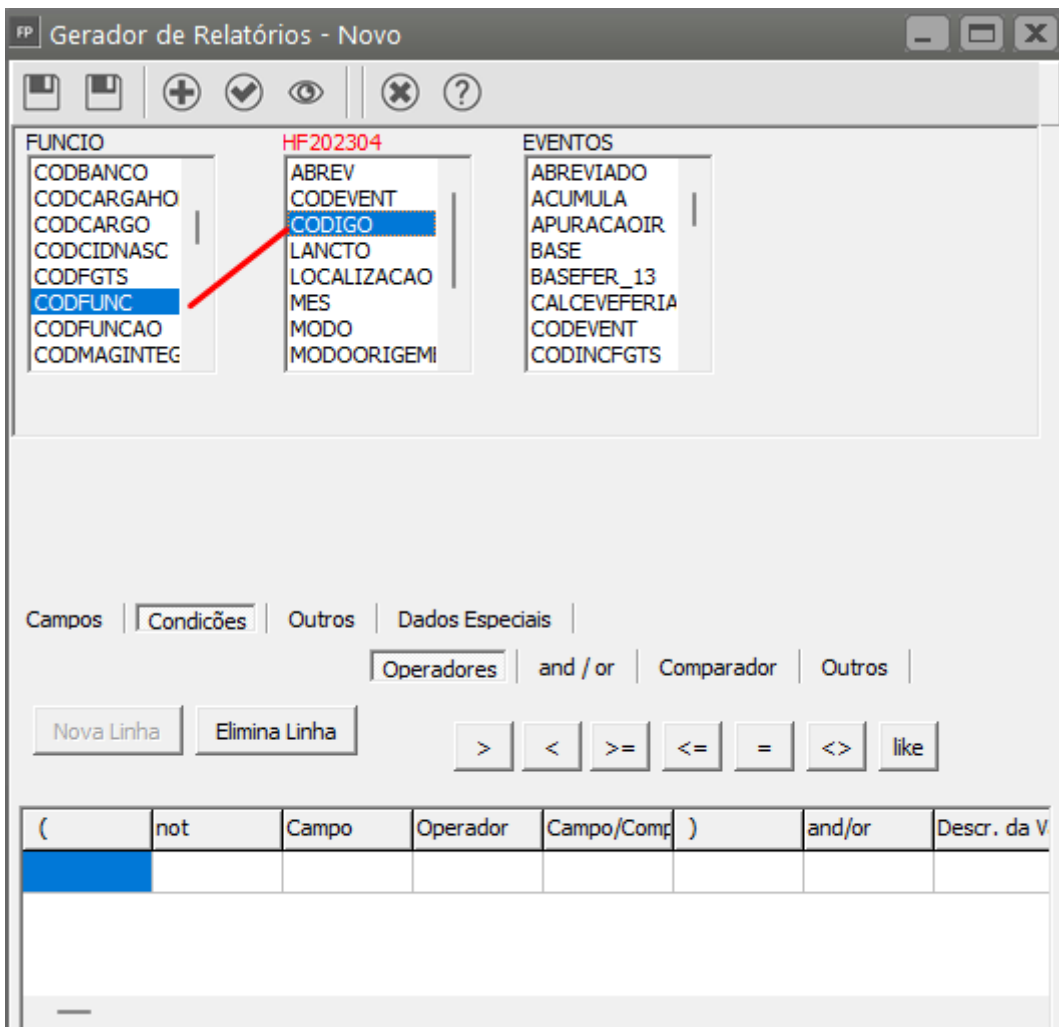 FP Gerador de Relatórios - Novo
FUNCIO HF202304 EVENTOS
CODBANCO ABREV ABREVIADO
CODCARGAHO CODEVENT ACUMULA
CODCARGO CODIGO APURACAOIR
CODCIDNASC LANCTO BASE
CODFGTS LOCALIZACAO BASEFER_13
CODFUNC MES CALCEVEFERIA
CODFUNCAO MODO CODEVENT
CODMAGINTEG MODOORIGEM CODINCFGTS
Campos Condicões Outros Dados Especiais
Operadores and / or Comparador Outros
Nova Linha Elimina Linha > < >= <= = <> like
( not Campo Operador Campo/Comp ) and/or Descr. da V